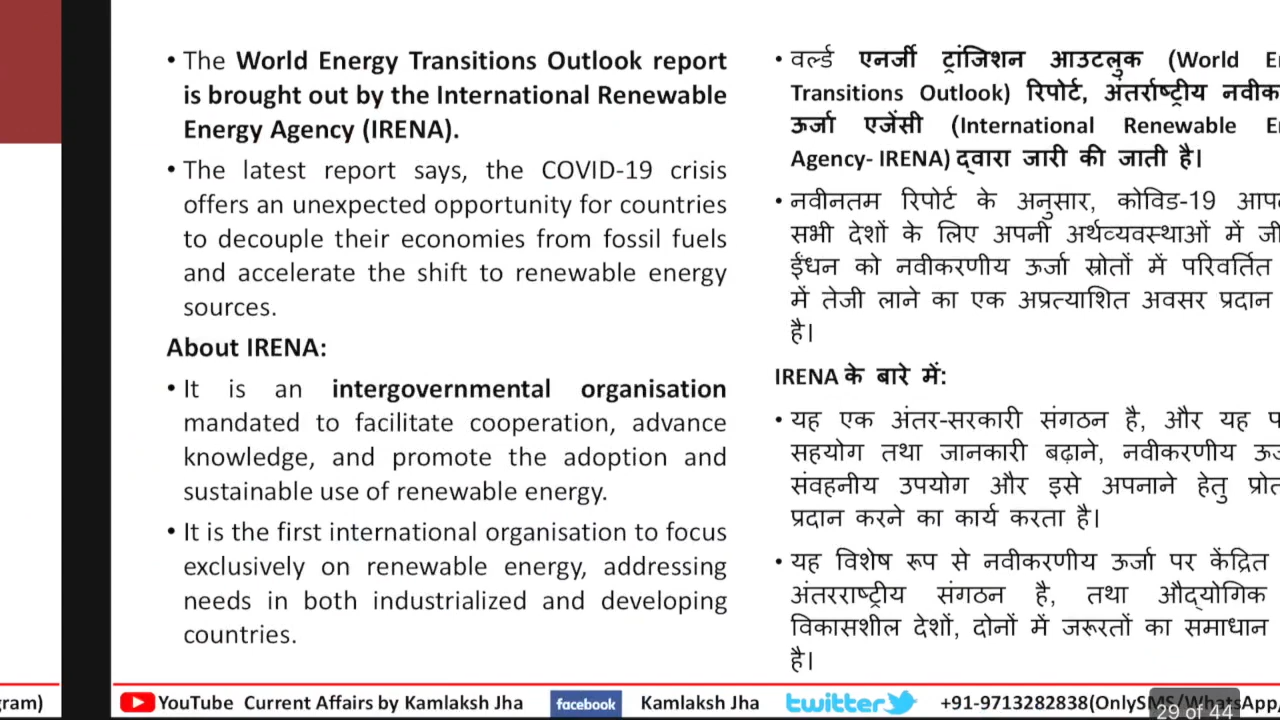 • The World Energy Transitions Outlook report
is brought out by the International Renewable
Energy Agency (IRENA).
• The latest report says, the COVID-19 crisis
offers an unexpected opportunity for countries
to decouple their economies from fossil fuels
and accelerate the shift to renewable energy
sources.
About IRENA:
• It is an intergovernmental organisation
mandated to facilitate cooperation, advance
knowledge, and promote the adoption and
sustainable use of renewable energy.
• It is the first international organisation to focus
exclusively on renewable energy, addressing
needs in both industrialized and developing
countries.
• वर्ल्ड एनर्जी ट्रांजिशन आउटलुक (World
Transitions Outlook) रिपोर्ट, अंतर्राष्ट्रीय
ऊर्जा एजेंसी (International Renewable
Agency- IRENA) द्वारा जारी की जाती है।
• नवीनतम रिपोर्ट के अनुसार, कोविड-19
सभी देशों के लिए अपनी अर्थव्यवस्थाओं में
ईंधन को नवीकरणीय ऊर्जा स्रोतों में परिवर्तित
में तेजी लाने का एक अप्रत्याशित अवसर प्रदान
है।
IRENA के बारे में:
• यह एक अंतर-सरकारी संगठन है, और यह
सहयोग तथा जानकारी बढ़ाने, नवीकरणीय
संवहनीय उपयोग और इसे अपनाने हेतु
प्रदान करने का कार्य करता है।
• यह विशेष रूप से नवीकरणीय ऊर्जा पर केंद्रित
अंतरराष्ट्रीय संगठन है, तथा औद्योगिक
विकासशील देशों, दोनों में जरूरतों का समाधान
है।
gram) YouTube Current Affairs by Kamlaksh Jha facebook Kamlaksh Jha twitter +91-9713282838(OnlySMS/WhatsApp,
29 of 44